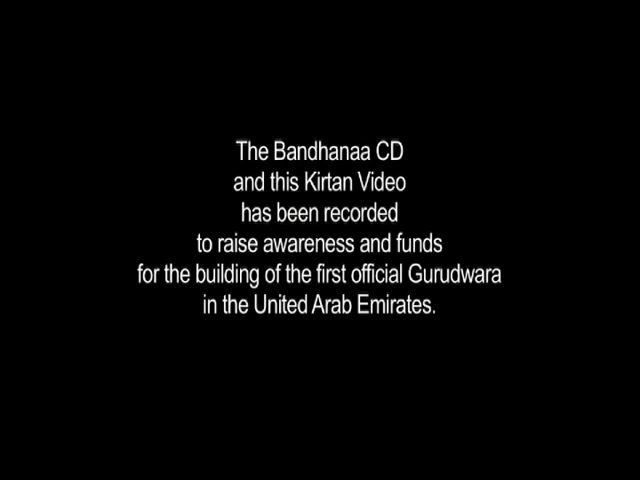 The Bandhanaa CD
and this Kirtan Video
has been recorded
to raise awareness and funds
for the building of the first official Gurudwara
in the United Arab Emirates.